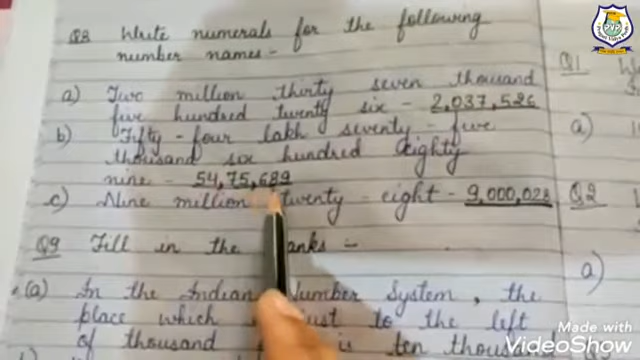 Q8 Write numerals for the following
number names -
a) Two million thirty seven thousand
five hundred twenty six - 2,037,526
b) Fifty - four lakh seventy - five
thousand six hundred eighty
nine - 54,75,689
c) Nine million twenty - eight - 9,000,028
Q9 Fill in the :-
(a) In the Indian Number System, the
place which just to the left
of thousand is ten
Q1
a)
Q2
a)
PVP
Made with
VideoShow